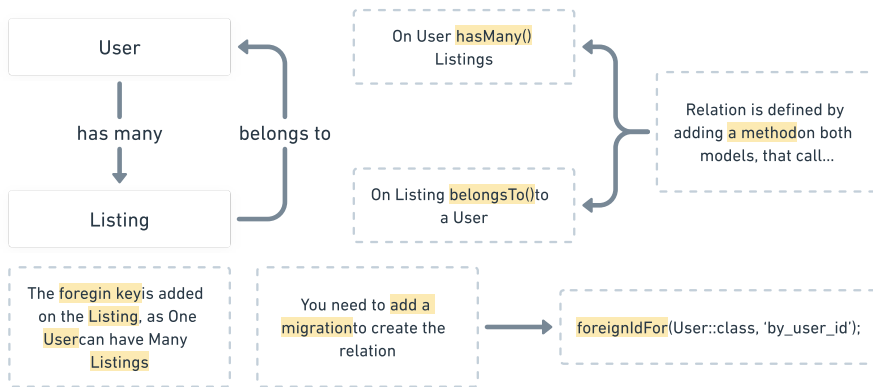 User
has many
belongs to
Listing
On User hasMany()
Listings
On Listing belongsTo()to
a User
Relation is defined by
adding a methodon both
models, that call...
The foregin keyis added
on the Listing, as One
Usercan have Many
Listings
You need to add a
migrationto create the
relation
foreignIdFor(User::class, ‘by_user_id’);